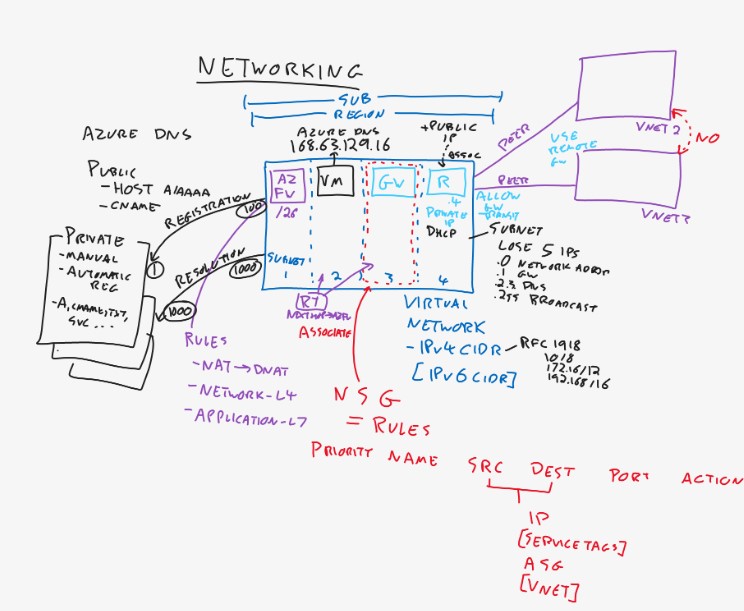 NETWORKING
SUB
REGION
AZURE DNS
168.63.129.16
+PUBLIC
IP
ASSOC
AZURE DNS
PUBLIC
-HOST A/AAAA
-CNAME
REGISTRATION
100
PRIVATE
-MANUAL
-AUTOMATIC
REG
-A, CNAME, TXT,
SVC ...
1
RESOLUTION
1000
1000
AZ
FW
/26
VM
GW
R
.4
PRIVATE
IP
DHCP
SUBNET
1
2
3
4
RT
ASSOCIATE
PEER
PEER
USE
REMOTE
GW
ALLOW
GW
TRANSIT
VNET 2
NO
VNET3
SUBNET
LOSE 5 IPS
.0 NETWORK ADDR
.1 GW
.2.3 DNS
.255 BROADCAST
VIRTUAL
NETWORK
-IPv4 CIDR
[IPv6 CIDR]
RFC 1918
10/8
172.16/12
192.168/16
RULES
-NAT → DNAT
-NETWORK-L4
-APPLICATION-L7
NSG
= RULES
PRIORITY NAME SRC DEST PORT ACTION
IP
[SERVICE TAGS]
ASG
[VNET]